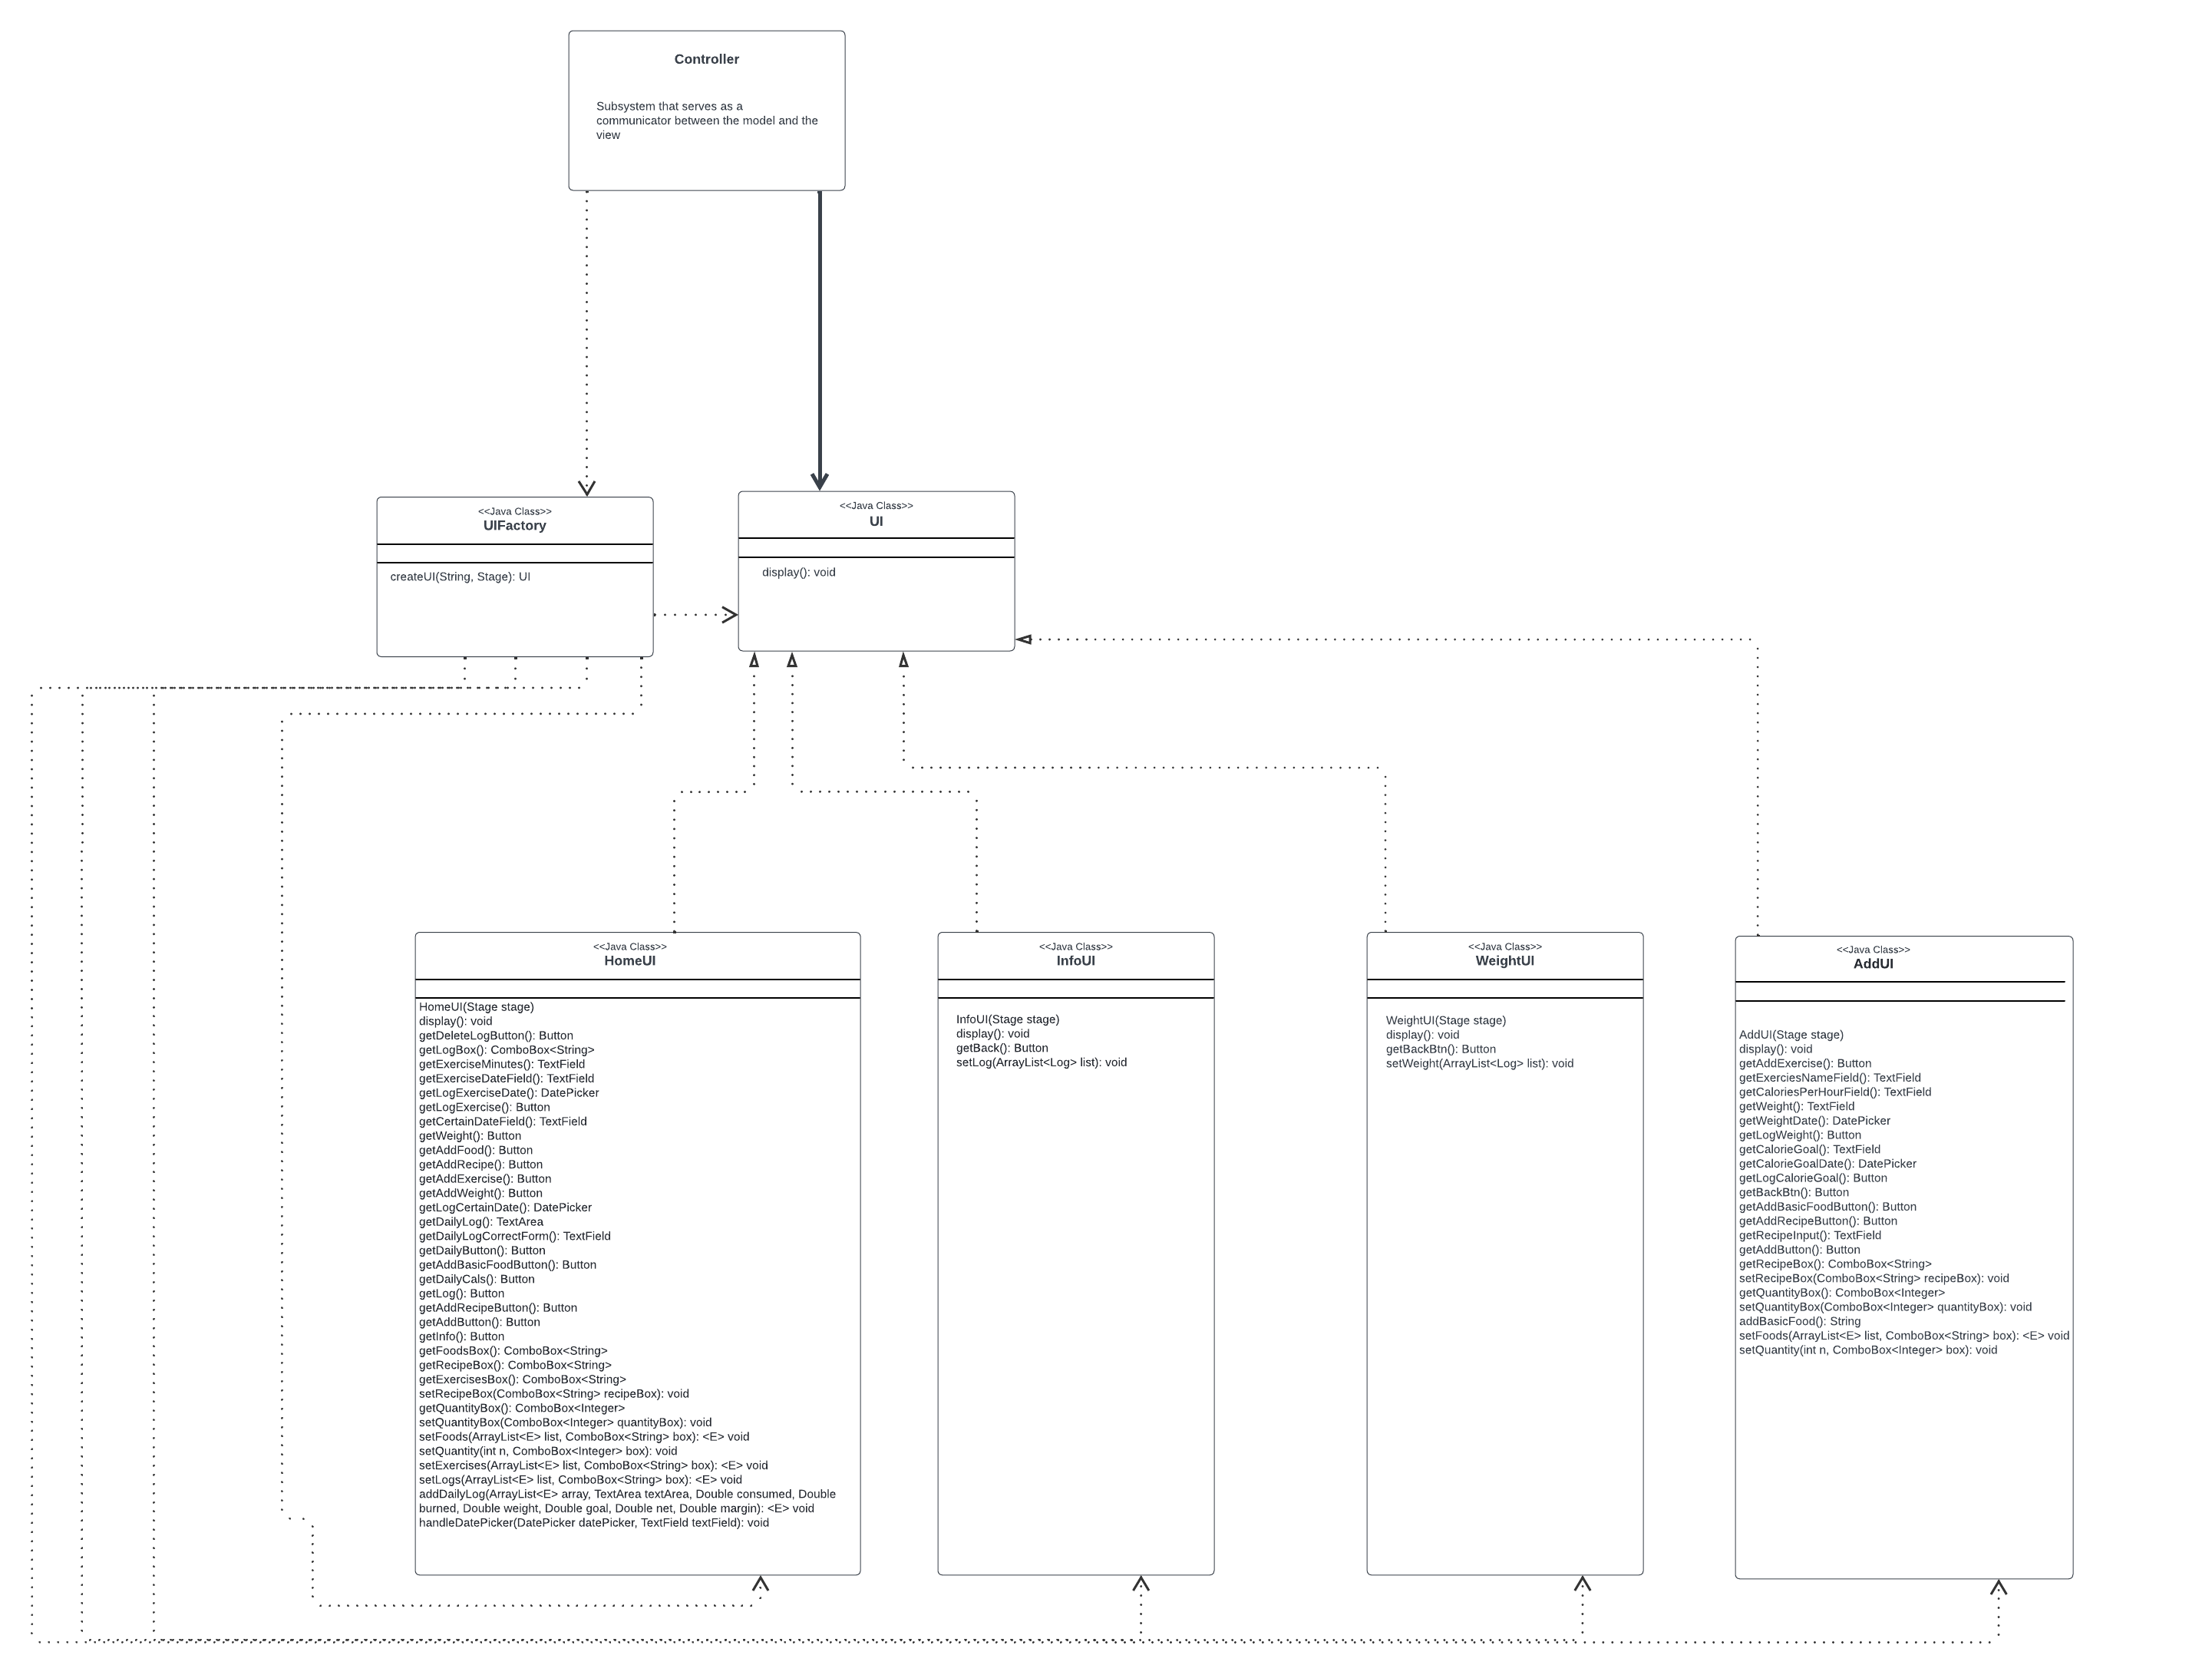 Controller
Subsystem that serves as a
communicator between the model and the
view
<<Java Class>>
UIFactory
createUI(String, Stage): UI
<<Java Class>>
UI
display(): void
<<Java Class>>
HomeUI
HomeUI(Stage stage)
display(): void
getDeleteLogButton(): Button
getLogBox(): ComboBox<String>
getExerciseMinutes(): TextField
getExerciseDateField(): TextField
getLogExerciseDate(): DatePicker
getLogExercise(): Button
getCertainDateField(): TextField
getWeight(): Button
getAddFood(): Button
getAddRecipe(): Button
getAddExercise(): Button
getAddWeight(): Button
getLogCertainDate(): DatePicker
getDailyLog(): TextArea
getDailyLogCorrectForm(): TextField
getDailyButton(): Button
getAddBasicFoodButton(): Button
getDailyCals(): Button
getLog(): Button
getAddRecipeButton(): Button
getAddButton(): Button
getInfo(): Button
getFoodsBox(): ComboBox<String>
getRecipeBox(): ComboBox<String>
getExercisesBox(): ComboBox<String>
setRecipeBox(ComboBox<String> recipeBox): void
getQuantityBox(): ComboBox<Integer>
setQuantityBox(ComboBox<Integer> quantityBox): void
setFoods(ArrayList<E> list, ComboBox<String> box): <E> void
setQuantity(int n, ComboBox<Integer> box): void
setExercises(ArrayList<E> list, ComboBox<String> box): <E> void
setLogs(ArrayList<E> list, ComboBox<String> box): <E> void
addDailyLog(ArrayList<E> array, TextArea textArea, Double consumed, Double
burned, Double weight, Double goal, Double net, Double margin): <E> void
handleDatePicker(DatePicker datePicker, TextField textField): void
<<Java Class>>
InfoUI
InfoUI(Stage stage)
display(): void
getBack(): Button
setLog(ArrayList<Log> list): void
<<Java Class>>
WeightUI
WeightUI(Stage stage)
display(): void
getBackBtn(): Button
setWeight(ArrayList<Log> list): void
<<Java Class>>
AddUI
AddUI(Stage stage)
display(): void
getAddExercise(): Button
getExerciesNameField(): TextField
getCaloriesPerHourField(): TextField
getWeight(): TextField
getWeightDate(): DatePicker
getLogWeight(): Button
getCalorieGoal(): TextField
getCalorieGoalDate(): DatePicker
getLogCalorieGoal(): Button
getBackBtn(): Button
getAddBasicFoodButton(): Button
getAddRecipeButton(): Button
getRecipeInput(): TextField
getAddButton(): Button
getRecipeBox(): ComboBox<String>
setRecipeBox(ComboBox<String> recipeBox): void
getQuantityBox(): ComboBox<Integer>
setQuantityBox(ComboBox<Integer> quantityBox): void
addBasicFood(): String
setFoods(ArrayList<E> list, ComboBox<String> box): <E> void
setQuantity(int n, ComboBox<Integer> box): void